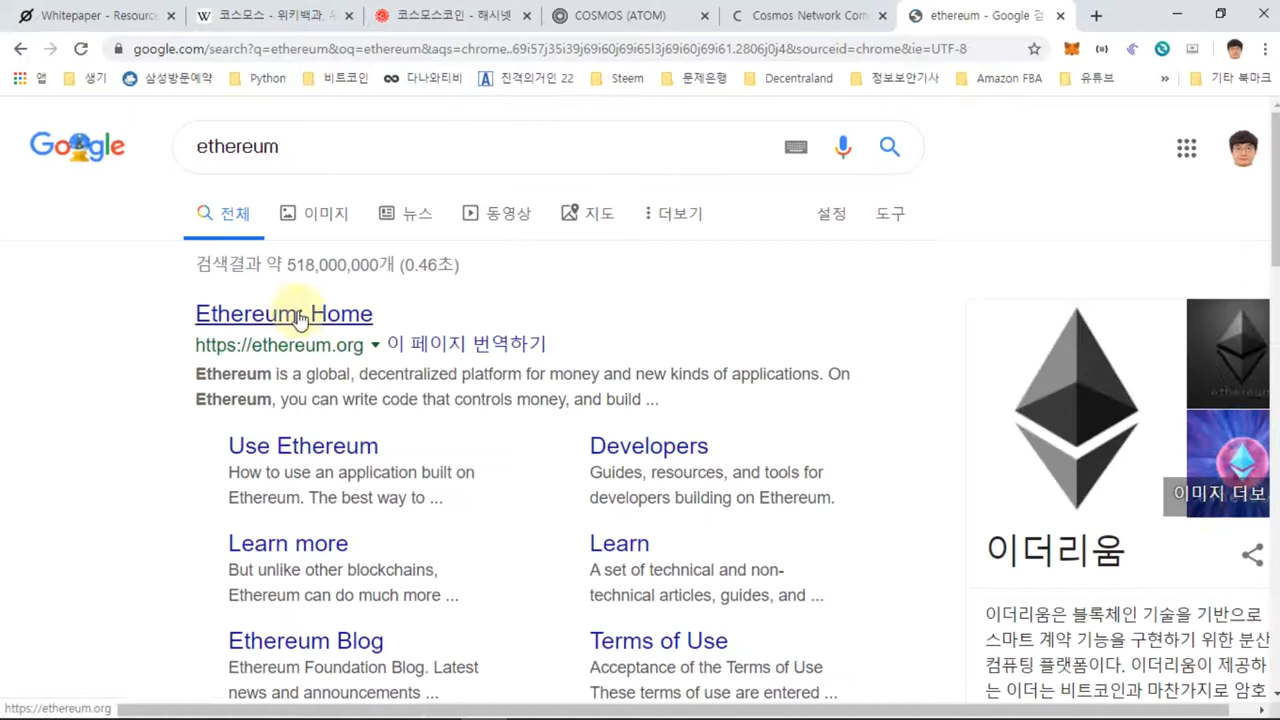 Whitepaper - Resourc
코스모스 - 위키백과, 우
코스모스코인 - 해시넷
COSMOS (ATOM)
Cosmos Network Com
ethereum - Google 검
google.com/search?q=ethereum&oq=ethereum&aqs=chrome..69i57j35i39j69i60j69i65l3j69i60j69i61.2806j0j4&sourceid=chrome&ie=UTF-8
앱
생기
삼성방문예약
Python
비트코인
다나와티비
진격의거인 22
Steem
문제은행
Decentraland
정보보안기사
Amazon FBA
유튜브
»
기타 북마크
Google
ethereum
전체
이미지
뉴스
동영상
지도
더보기
설정
도구
검색결과 약 518,000,000개 (0.46초)
Ethereum: Home
https://ethereum.org
이 페이지 번역하기
Ethereum is a global, decentralized platform for money and new kinds of applications. On
Ethereum, you can write code that controls money, and build ...
Use Ethereum
How to use an application built on
Ethereum. The best way to ...
Developers
Guides, resources, and tools for
developers building on Ethereum.
Learn more
But unlike other blockchains,
Ethereum can do much more ...
Learn
A set of technical and non-
technical articles, guides, and ...
Ethereum Blog
Ethereum Foundation Blog. Latest
news and announcements ...
Terms of Use
Acceptance of the Terms of Use
These terms of use are entered ...
ethereum
이미지 더보
이더리움
이더리움은 블록체인 기술을 기반으로
스마트 계약 기능을 구현하기 위한 분산
컴퓨팅 플랫폼이다. 이더리움이 제공하
는 이더는 비트코인과 마찬가지로 암호
https://ethereum.org